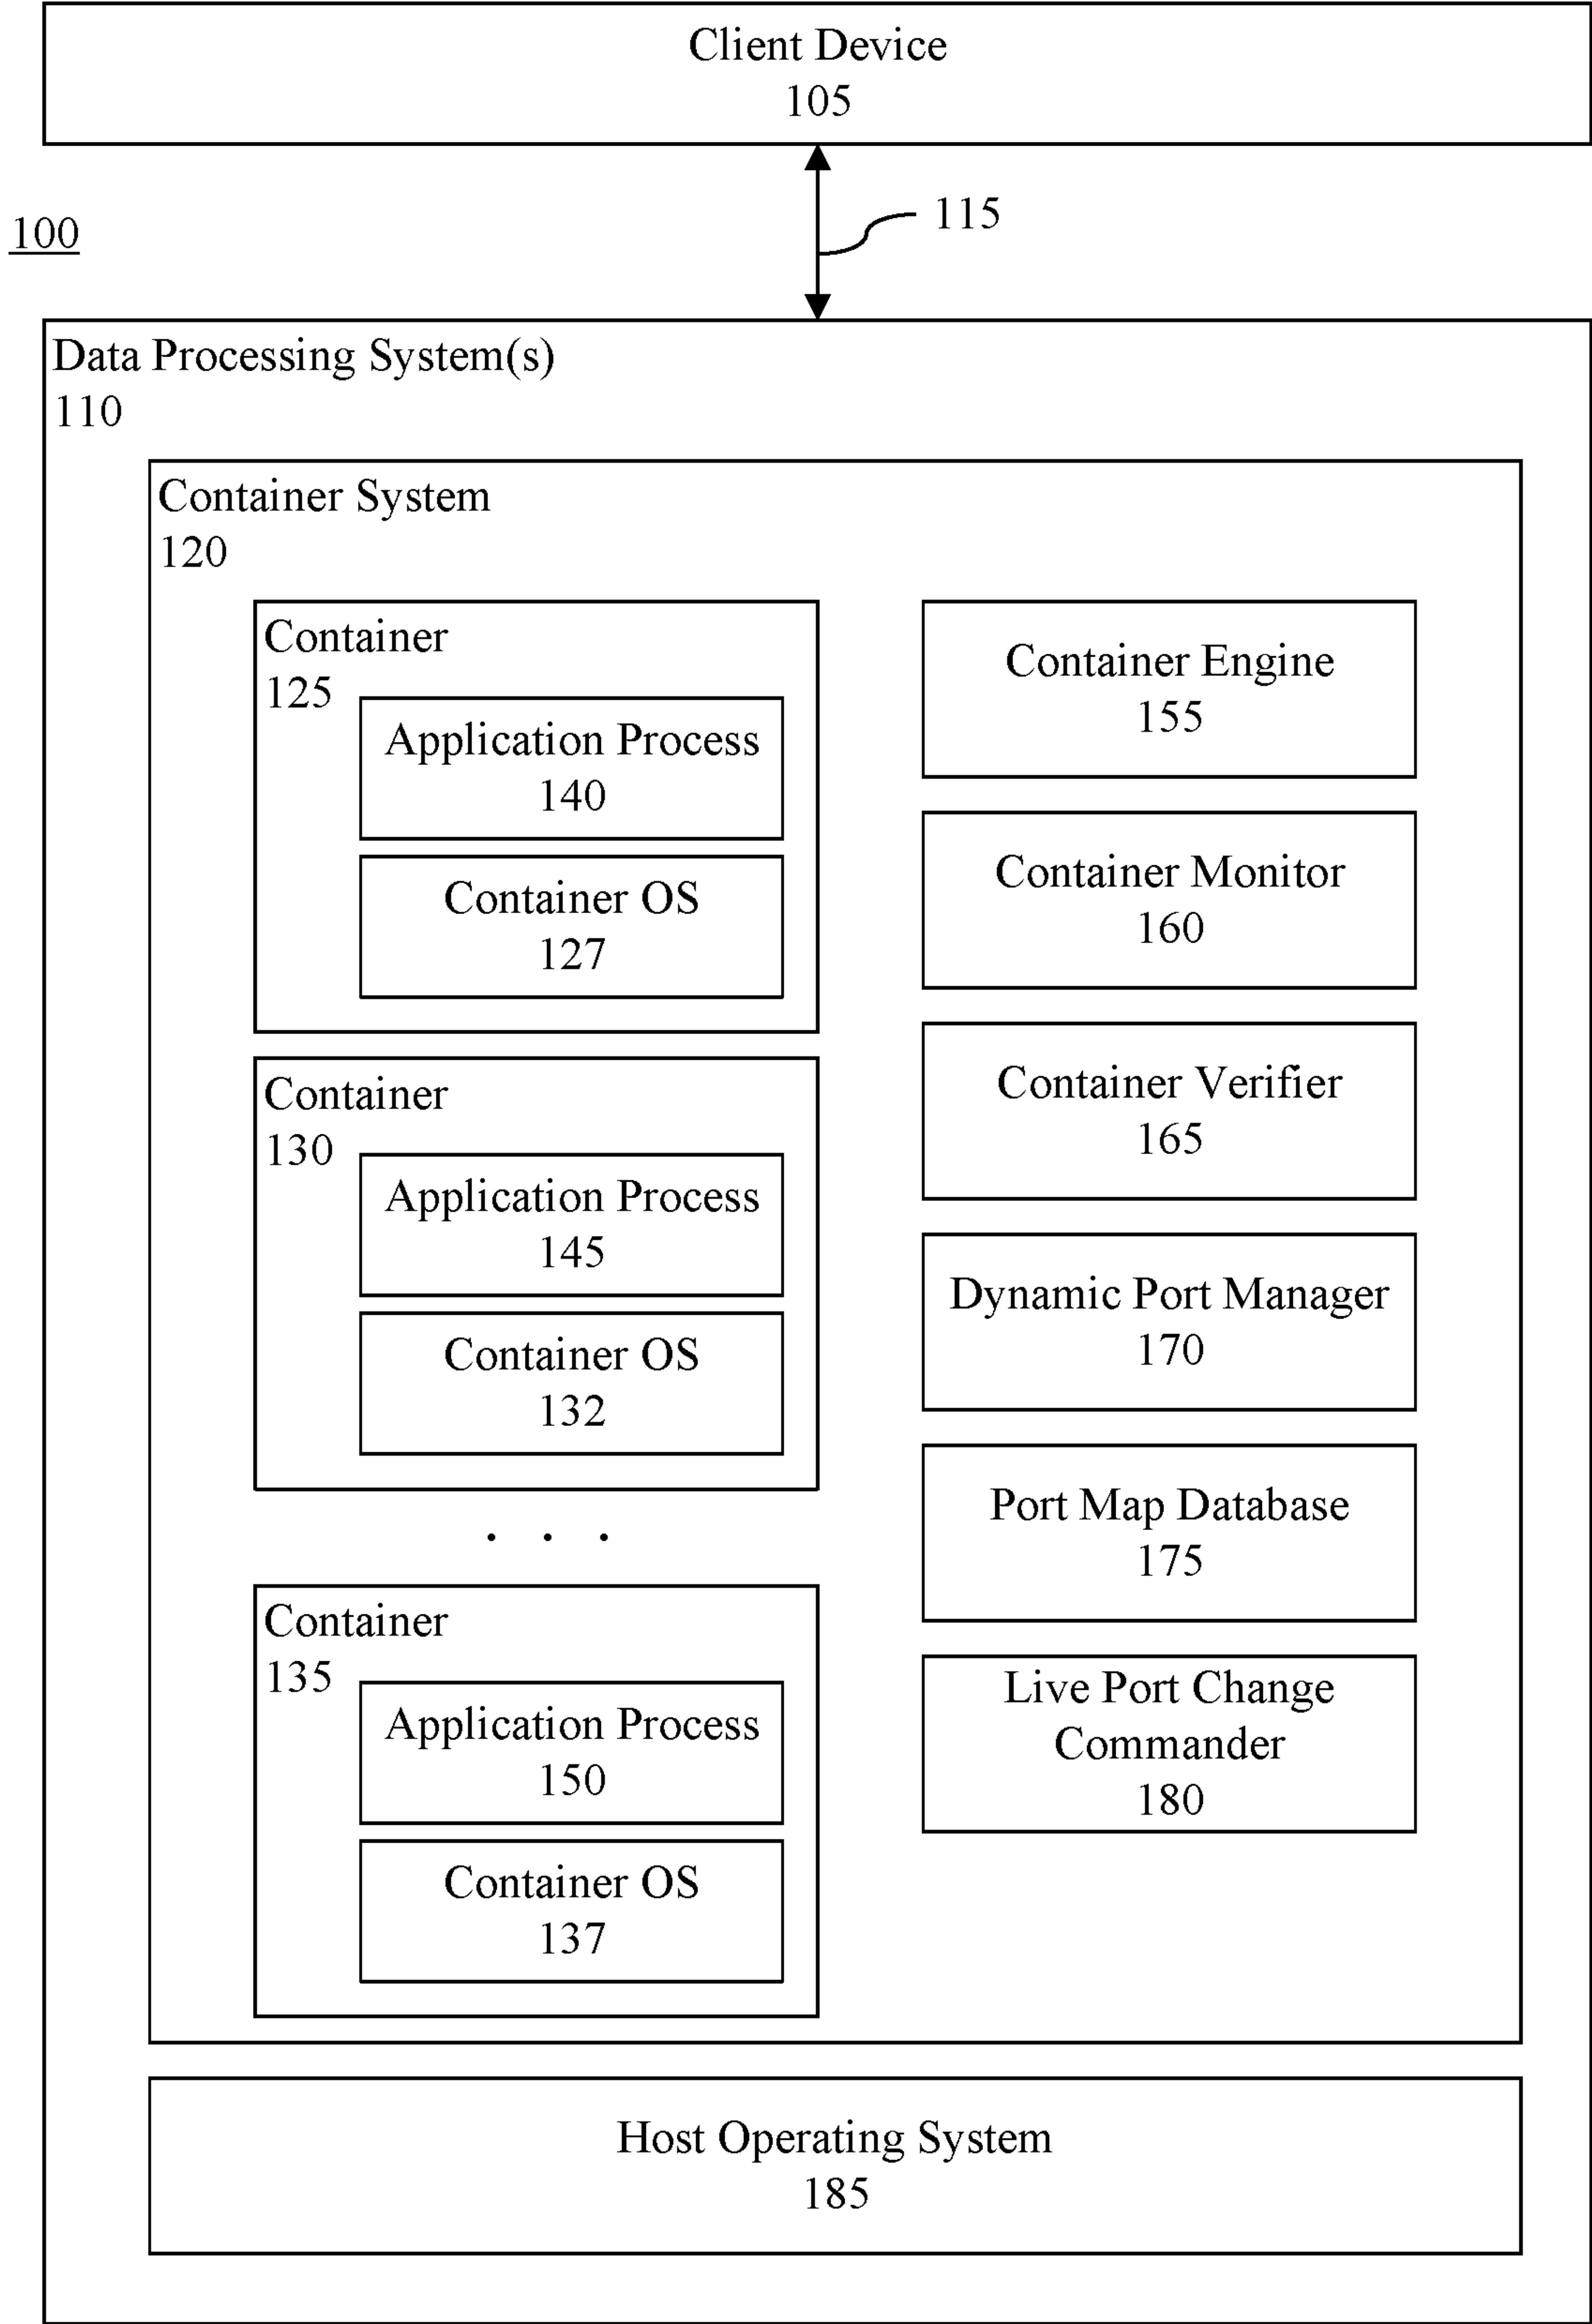 Client Device
105
115
100
Data Processing System(s)
110
Container System
120
Container
125
Application Process
140
Container OS
127
Container
130
Application Process
145
Container OS
132
. . .
Container
135
Application Process
150
Container OS
137
Container Engine
155
Container Monitor
160
Container Verifier
165
Dynamic Port Manager
170
Port Map Database
175
Live Port Change
Commander
180
Host Operating System
185